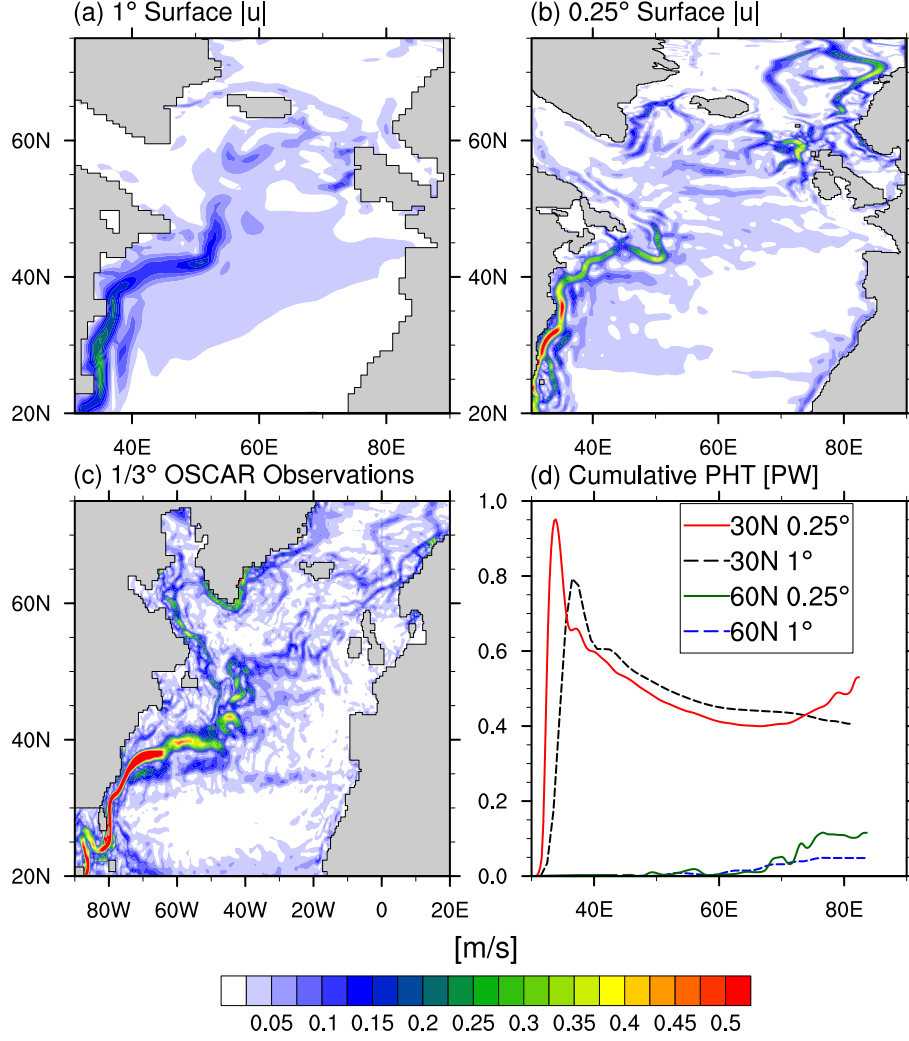 (a) 1° Surface |u|
(b) 0.25° Surface |u|
60N
40N
20N
40E 60E 80E
60N
40N
20N
40E 60E 80E
(c) 1/3° OSCAR Observations
(d) Cumulative PHT [PW]
60N
40N
20N
80W 60W 40W 20W 0 20E
1.0
0.8
0.6
0.4
0.2
0.0
30N 0.25°
30N 1°
60N 0.25°
60N 1°
40E 60E 80E
[m/s]
0.05 0.1 0.15 0.2 0.25 0.3 0.35 0.4 0.45 0.5